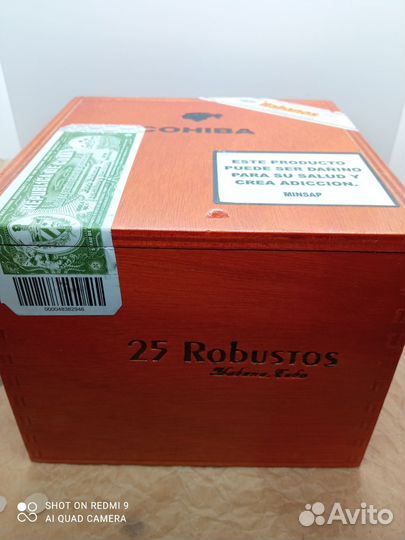 Habanos
COHIBA
ESTE PRODUCTO
PUEDE SER DAÑINO
PARA SU SALUD Y
CREA ADICCION.
MINSAP
000048382946
25 ROBUSTOS
Habana, Cuba
SHOT ON REDMI 9
AI QUAD CAMERA
Avito